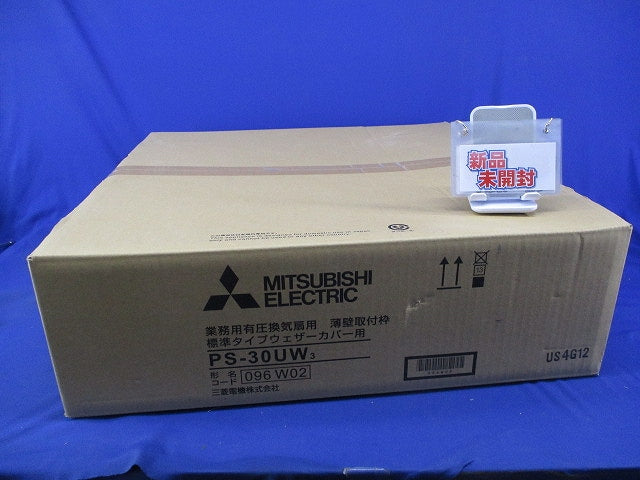 新品
未開封
MITSUBISHI
ELECTRIC
業務用有圧換気扇用 薄壁取付枠
標準タイプウェザーカバー用
PS-30UW3
形名
コード 096 W02
三菱電機株式会社
13
US4G12